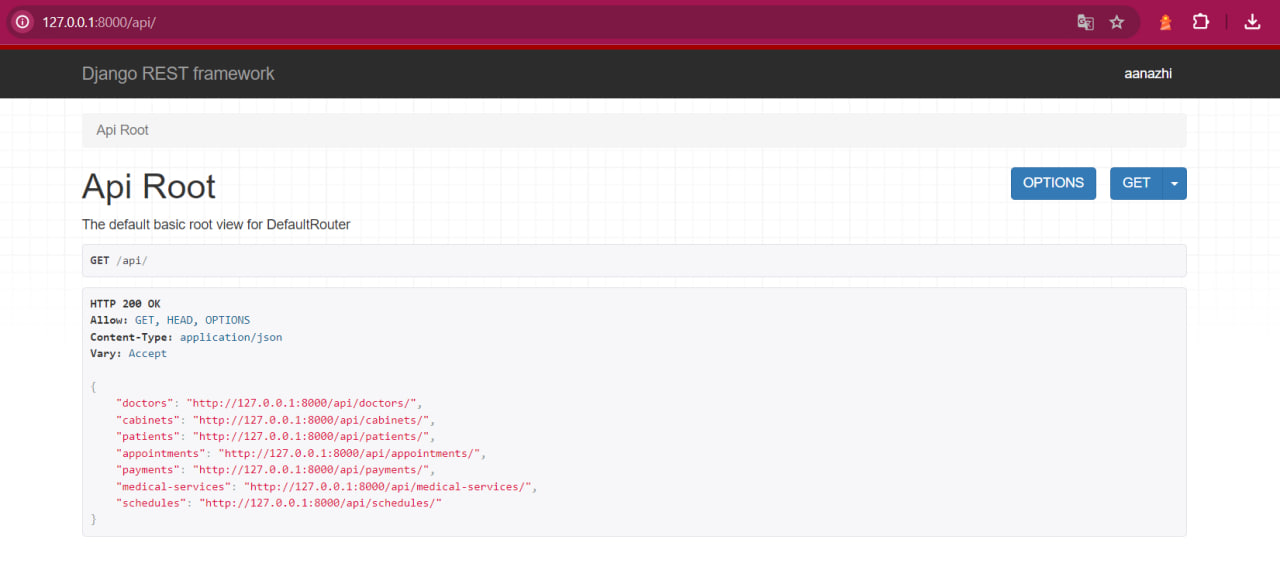 127.0.0.1:8000/api/
Django REST framework
aanazhi
Api Root
Api Root
OPTIONS
GET
The default basic root view for DefaultRouter
GET /api/
HTTP 200 OK
Allow: GET, HEAD, OPTIONS
Content-Type: application/json
Vary: Accept
{
    "doctors": "http://127.0.0.1:8000/api/doctors/",
    "cabinets": "http://127.0.0.1:8000/api/cabinets/",
    "patients": "http://127.0.0.1:8000/api/patients/",
    "appointments": "http://127.0.0.1:8000/api/appointments/",
    "payments": "http://127.0.0.1:8000/api/payments/",
    "medical-services": "http://127.0.0.1:8000/api/medical-services/",
    "schedules": "http://127.0.0.1:8000/api/schedules/"
}